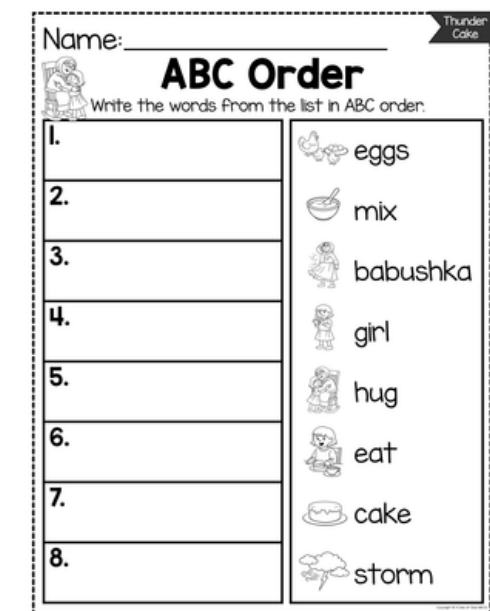 Thunder
Cake
Name:
ABC Order
Write the words from the list in ABC order.
1.
2.
3.
4.
5.
6.
7.
8.
eggs
mix
babushka
girl
hug
eat
cake
storm